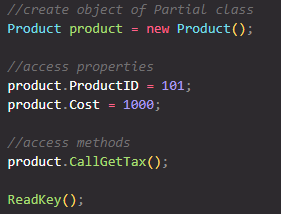 //create object of Partial class
Product product = new Product();
//access properties
product.ProductID = 101;
product.Cost = 1000;
//access methods
product.CallGetTax();
ReadKey();